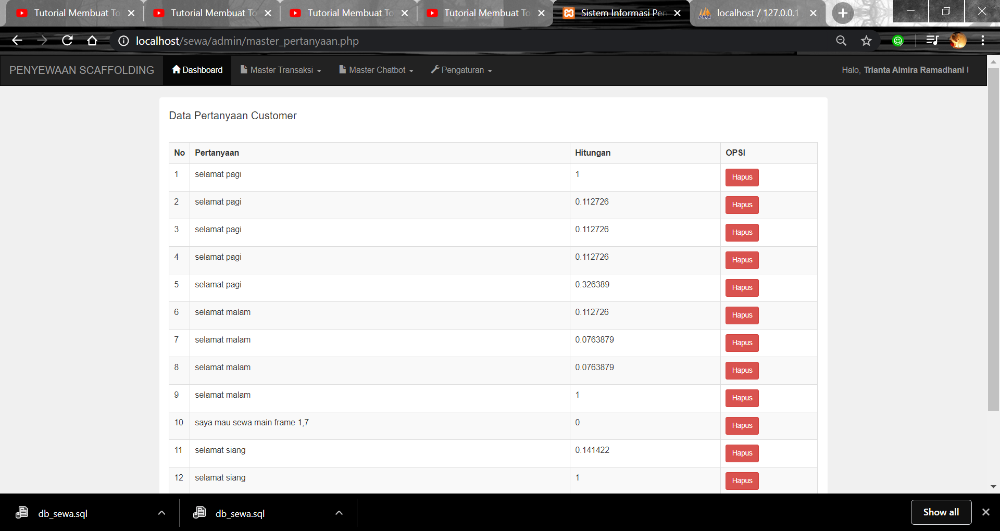 Tutorial Membuat To Tutorial Membuat To Tutorial Membuat To Tutorial Membuat To Sistem Informasi Pen localhost / 127.0.0.1
localhost/sewa/admin/master_pertanyaan.php
PENYEWAAN SCAFFOLDING Dashboard Master Transaksi Master Chatbot Pengaturan Halo, Trianta Almira Ramadhani !
Data Pertanyaan Customer
No Pertanyaan Hitungan OPSI
1 selamat pagi 1 Hapus
2 selamat pagi 0.112726 Hapus
3 selamat pagi 0.112726 Hapus
4 selamat pagi 0.112726 Hapus
5 selamat pagi 0.326389 Hapus
6 selamat malam 0.112726 Hapus
7 selamat malam 0.0763879 Hapus
8 selamat malam 0.0763879 Hapus
9 selamat malam 1 Hapus
10 saya mau sewa main frame 1,7 0 Hapus
11 selamat siang 0.141422 Hapus
12 selamat siang 1 Hapus
db_sewa.sql db_sewa.sql Show all